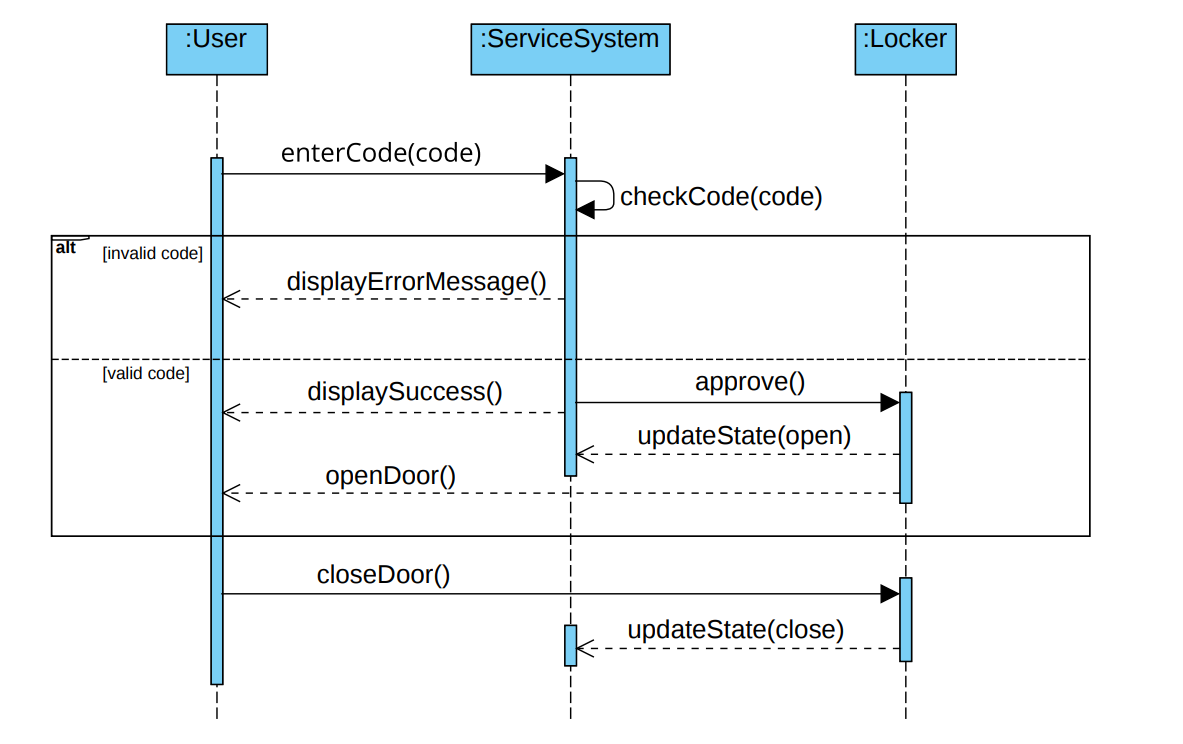 :User
:ServiceSystem
:Locker
enterCode(code)
checkCode(code)
alt
[invalid code]
displayErrorMessage()
[valid code]
displaySuccess()
approve()
updateState(open)
openDoor()
closeDoor()
updateState(close)